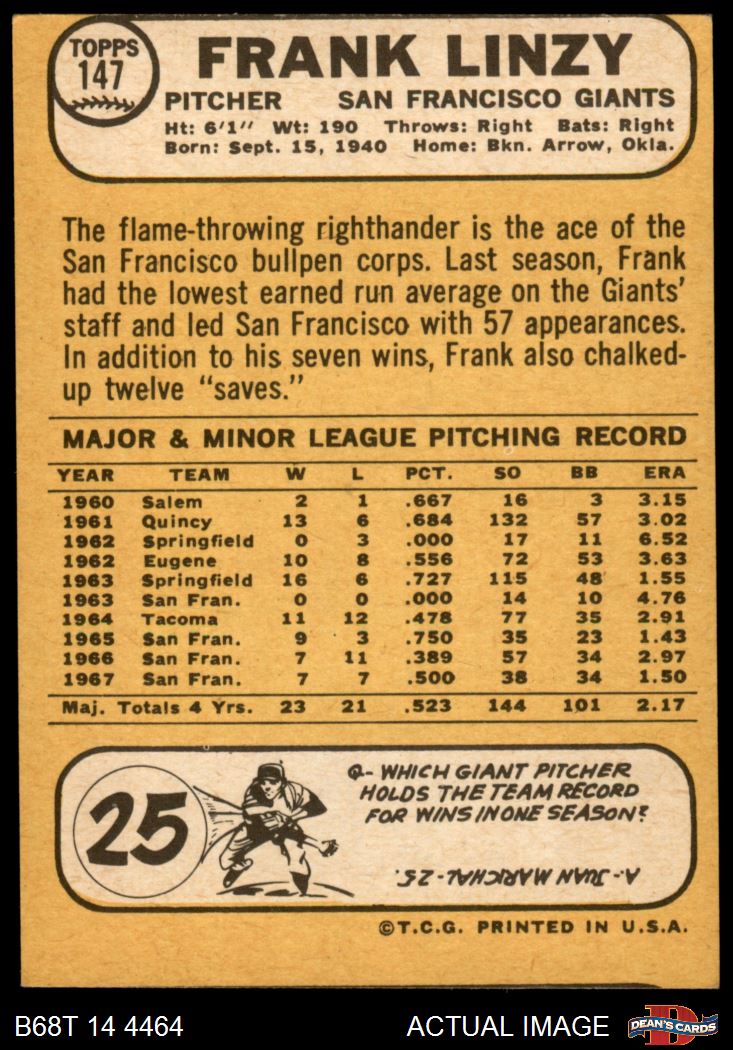 TOPPS
147
FRANK LINZY
PITCHER SAN FRANCISCO GIANTS
Ht: 6'1" Wt: 190 Throws: Right Bats: Right
Born: Sept. 15, 1940 Home: Bkn. Arrow, Okla.
The flame-throwing righthander is the ace of the
San Francisco bullpen corps. Last season, Frank
had the lowest earned run average on the Giants'
staff and led San Francisco with 57 appearances.
In addition to his seven wins, Frank also chalked-
up twelve "saves."
MAJOR & MINOR LEAGUE PITCHING RECORD
YEAR TEAM W L PCT. SO BB ERA
1960 Salem 2 1 .667 16 3 3.15
1961 Quincy 13 6 .684 132 57 3.02
1962 Springfield 0 3 .000 17 11 6.52
1962 Eugene 10 8 .556 72 53 3.63
1963 Springfield 16 6 .727 115 48 1.55
1963 San Fran. 0 0 .000 14 10 4.76
1964 Tacoma 11 12 .478 77 35 2.91
1965 San Fran. 9 3 .750 35 23 1.43
1966 San Fran. 7 11 .389 57 34 2.97
1967 San Fran. 7 7 .500 38 34 1.50
Maj. Totals 4 Yrs. 23 21 .523 144 101 2.17
25
Q- WHICH GIANT PITCHER
HOLDS THE TEAM RECORD
FOR WINS IN ONE SEASON?
A- JUAN MARICHAL - 25.
©T.C.G. PRINTED IN U.S.A.
B68T 14 4464 ACTUAL IMAGE
D
DEAN'S CARDS